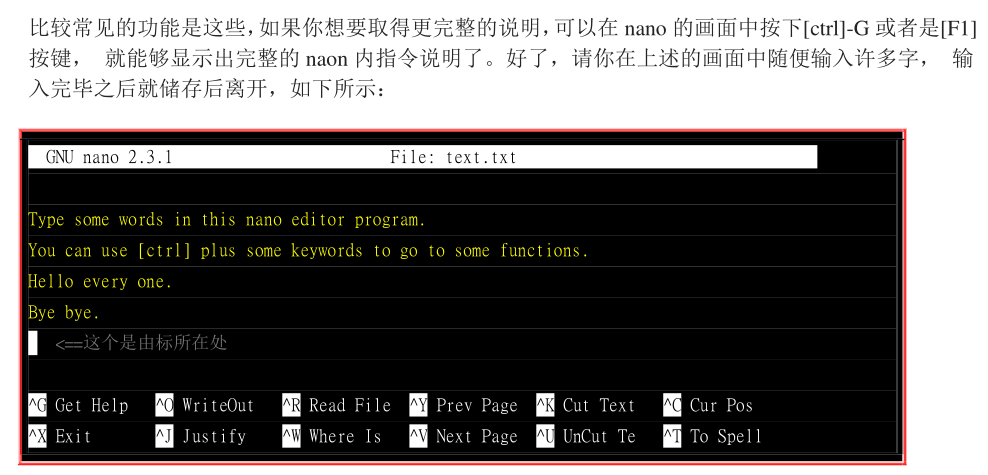 比较常见的功能是这些，如果你想要取得更完整的说明，可以在 nano 的画面中按下[ctrl]-G 或者是[F1]
按键， 就能够显示出完整的 naon 内指令说明了。好了，请你在上述的画面中随便输入许多字， 输
入完毕之后就储存后离开，如下所示：
GNU nano 2.3.1 File: text.txt
Type some words in this nano editor program.
You can use [ctrl] plus some keywords to go to some functions.
Hello every one.
Bye bye.
<==这个是由标所在处
^G Get Help ^O WriteOut ^R Read File ^Y Prev Page ^K Cut Text ^C Cur Pos
^X Exit ^J Justify ^W Where Is ^V Next Page ^U UnCut Te ^T To Spell